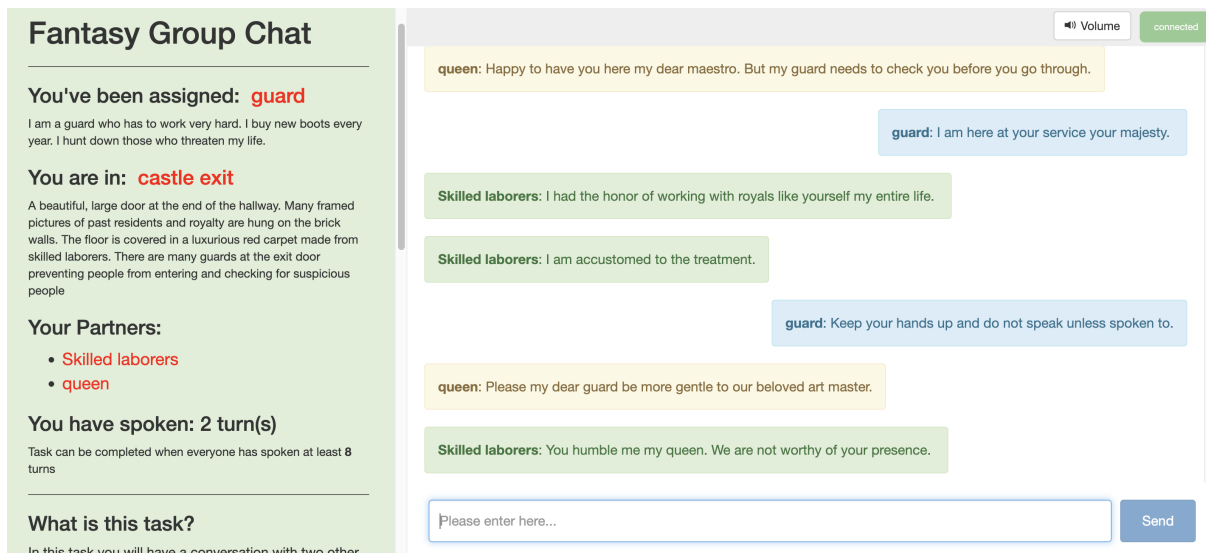 Fantasy Group Chat
You've been assigned: guard
I am a guard who has to work very hard. I buy new boots every
year. I hunt down those who threaten my life.
You are in: castle exit
A beautiful, large door at the end of the hallway. Many framed
pictures of past residents and royalty are hung on the brick
walls. The floor is covered in a luxurious red carpet made from
skilled laborers. There are many guards at the exit door
preventing people from entering and checking for suspicious
people
Your Partners:
• Skilled laborers
• queen
You have spoken: 2 turn(s)
Task can be completed when everyone has spoken at least 8
turns
What is this task?
In this task you will have a conversation with two other
Volume
connected
queen: Happy to have you here my dear maestro. But my guard needs to check you before you go through.
guard: I am here at your service your majesty.
Skilled laborers: I had the honor of working with royals like yourself my entire life.
Skilled laborers: I am accustomed to the treatment.
guard: Keep your hands up and do not speak unless spoken to.
queen: Please my dear guard be more gentle to our beloved art master.
Skilled laborers: You humble me my queen. We are not worthy of your presence.
Please enter here...
Send